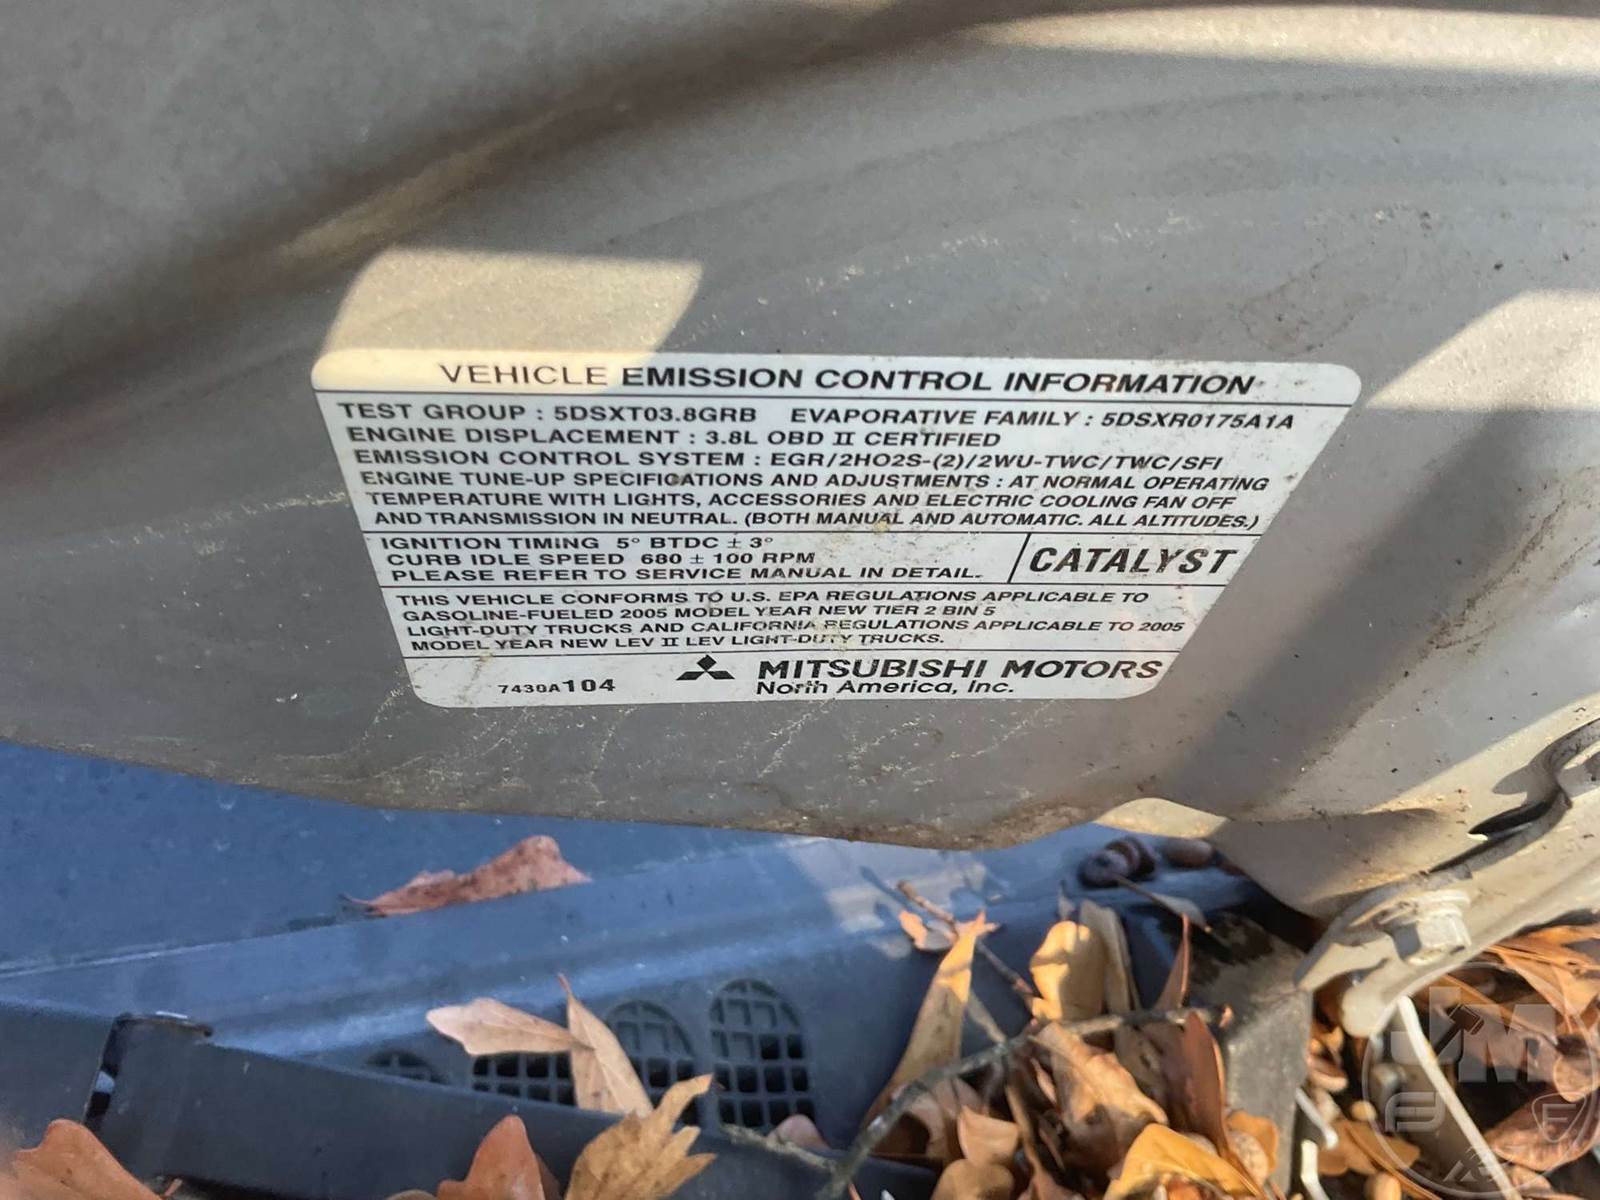 VEHICLE EMISSION CONTROL INFORMATION
TEST GROUP : 5DSXT03.8GRB EVAPORATIVE FAMILY : 5DSXR0175A1A
ENGINE DISPLACEMENT : 3.8L OBD II CERTIFIED
EMISSION CONTROL SYSTEM : EGR/2HO2S-(2)/2WU-TWC/TWC/SFI
ENGINE TUNE-UP SPECIFICATIONS AND ADJUSTMENTS : AT NORMAL OPERATING
TEMPERATURE WITH LIGHTS, ACCESSORIES AND ELECTRIC COOLING FAN OFF
AND TRANSMISSION IN NEUTRAL. (BOTH MANUAL AND AUTOMATIC. ALL ALTITUDES.)
IGNITION TIMING 5° BTDC ± 3°
CURB IDLE SPEED 680 ± 100 RPM
PLEASE REFER TO SERVICE MANUAL IN DETAIL.
CATALYST
THIS VEHICLE CONFORMS TO U.S. EPA REGULATIONS APPLICABLE TO
GASOLINE-FUELED 2005 MODEL YEAR NEW TIER 2 BIN 5
LIGHT-DUTY TRUCKS AND CALIFORNIA REGULATIONS APPLICABLE TO 2005
MODEL YEAR NEW LEV II LEV LIGHT-DUTY TRUCKS.
7430A104
MITSUBISHI MOTORS
North America, Inc.
JM